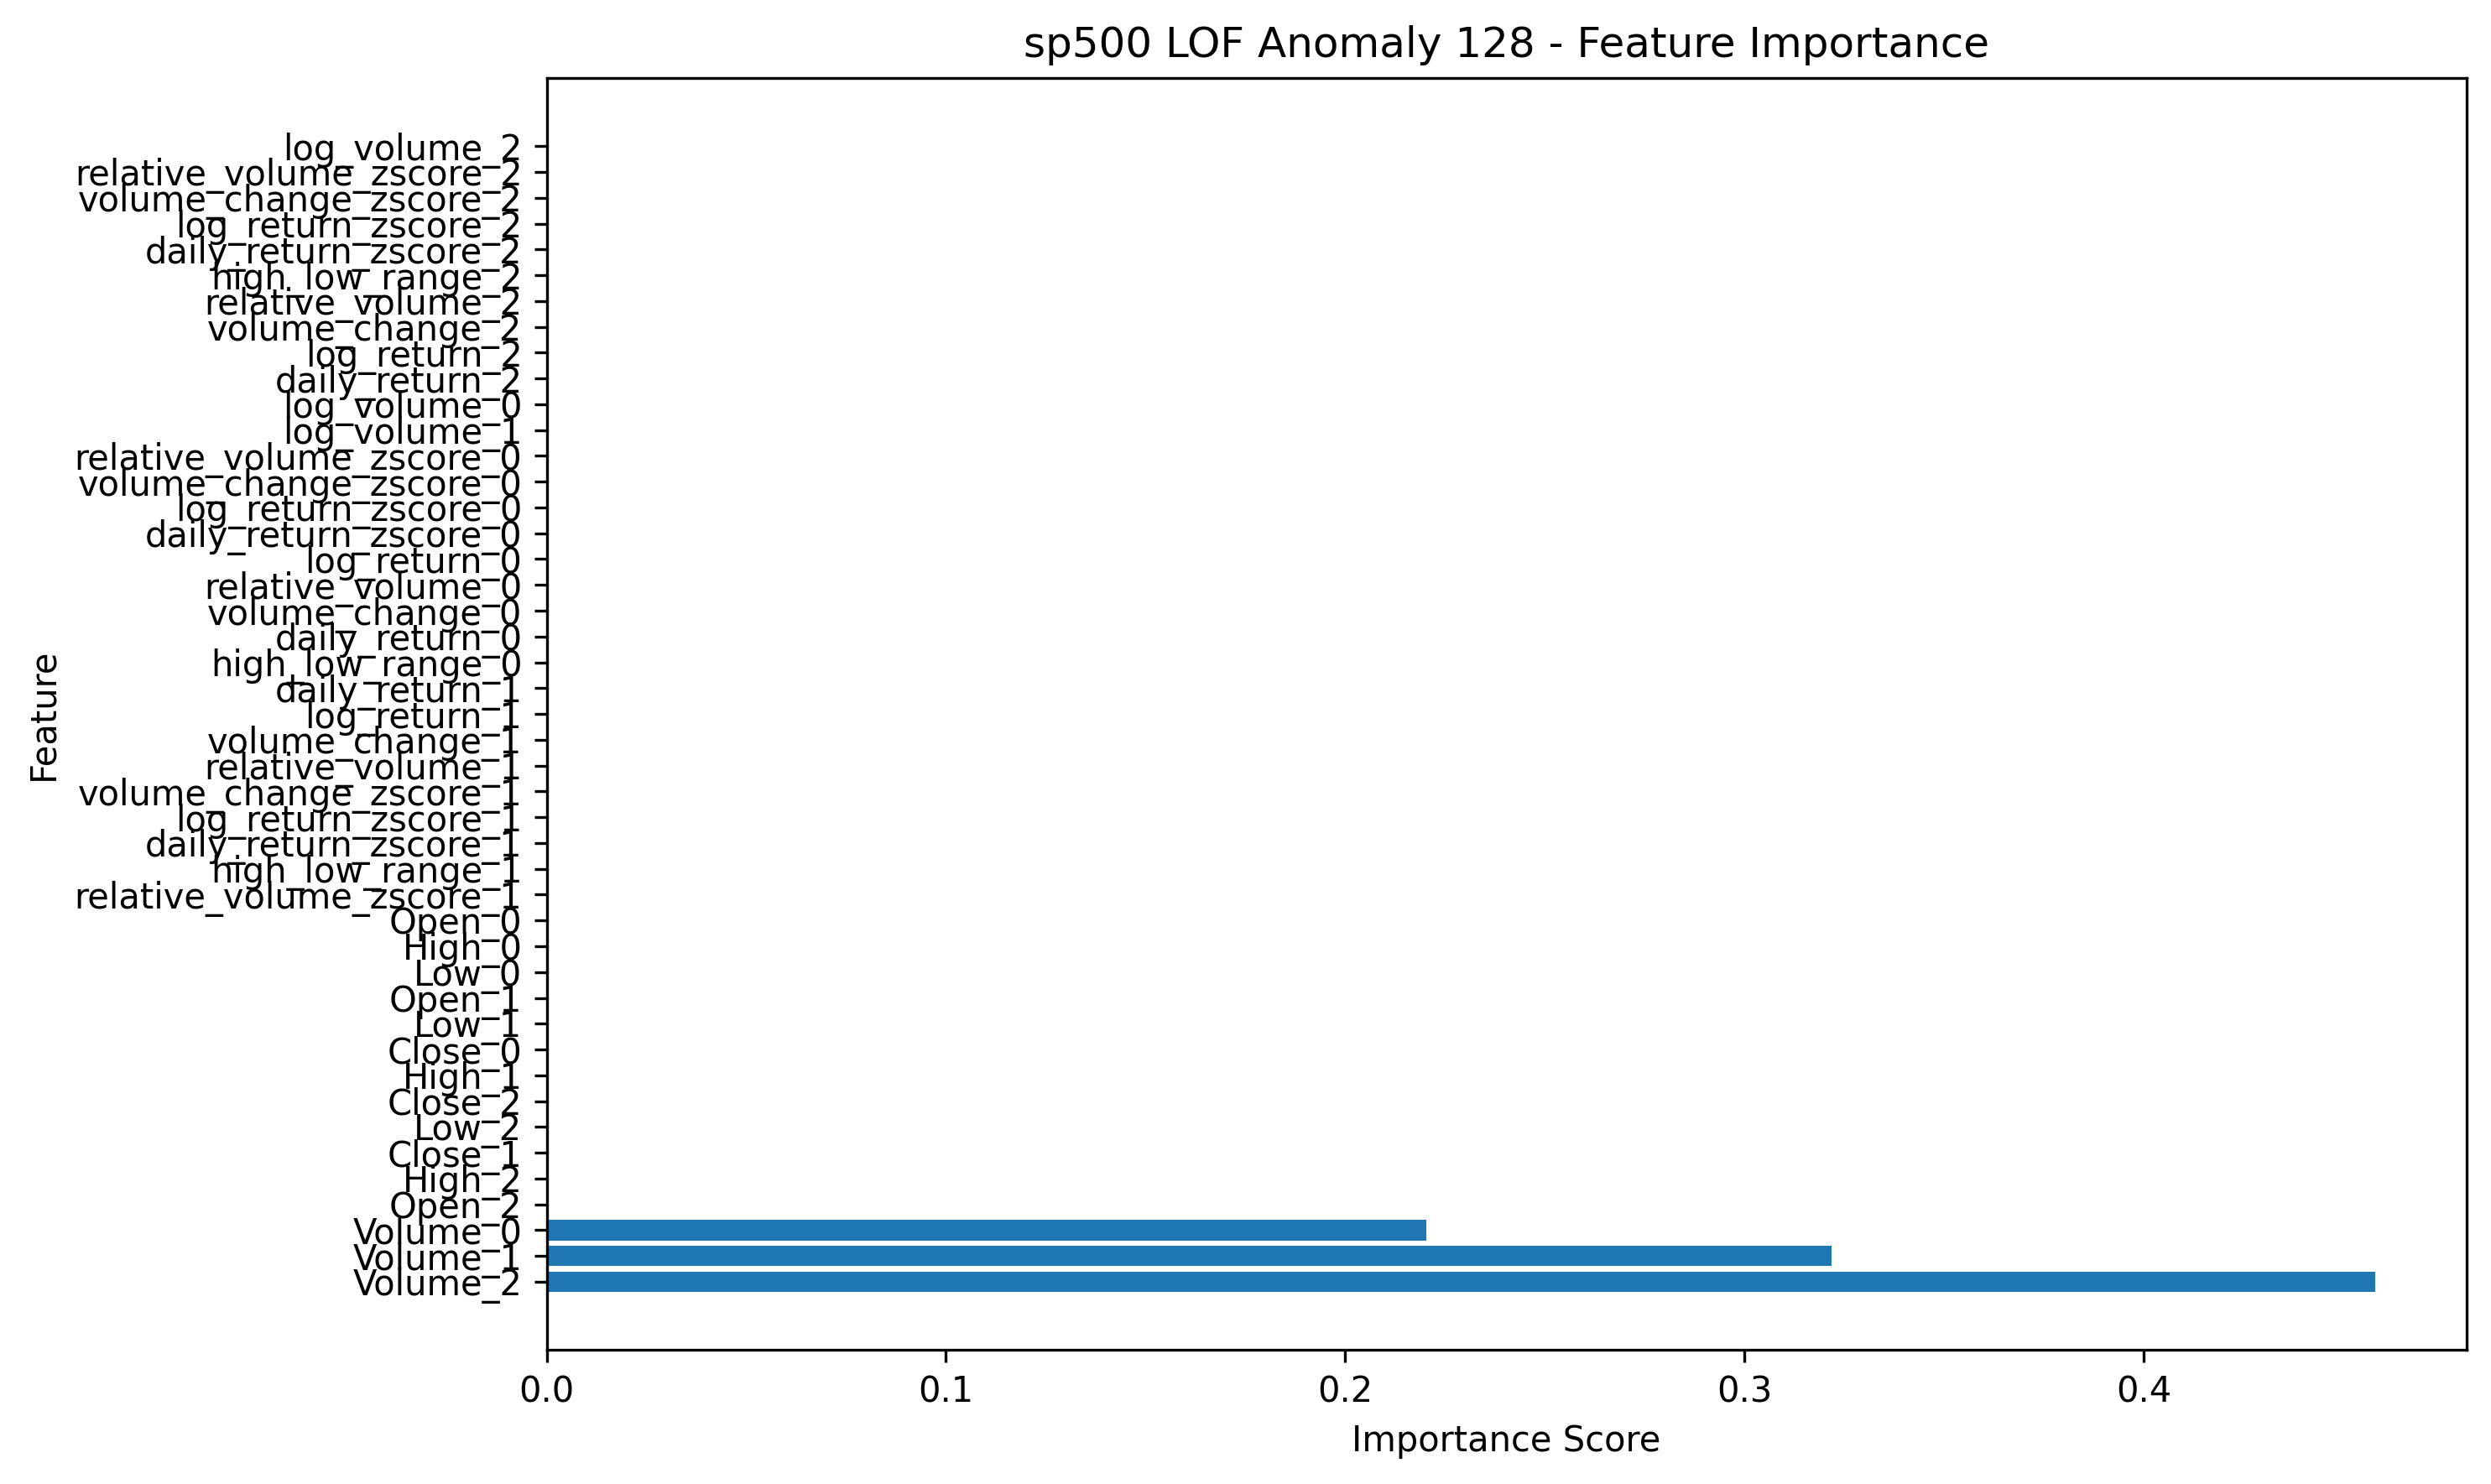 sp500 LOF Anomaly 128 - Feature Importance
log_volume_2
relative_volume_zscore_2
volume_change_zscore_2
log_return_zscore_2
daily_return_zscore_2
high_low_range_2
relative_volume_2
volume_change_2
log_return_2
daily_return_2
log_volume_0
log_volume_1
relative_volume_zscore_0
volume_change_zscore_0
log_return_zscore_0
daily_return_zscore_0
log_return_0
relative_volume_0
volume_change_0
daily_return_0
high_low_range_0
daily_return_1
log_return_1
volume_change_1
relative_volume_1
volume_change_zscore_1
log_return_zscore_1
daily_return_zscore_1
high_low_range_1
relative_volume_zscore_1
Open_0
High_0
Low_0
Open_1
Low_1
Close_0
High_1
Close_2
Low_2
Close_1
High_2
Open_2
Volume_0
Volume_1
Volume_2
Feature
0.0 0.1 0.2 0.3 0.4
Importance Score